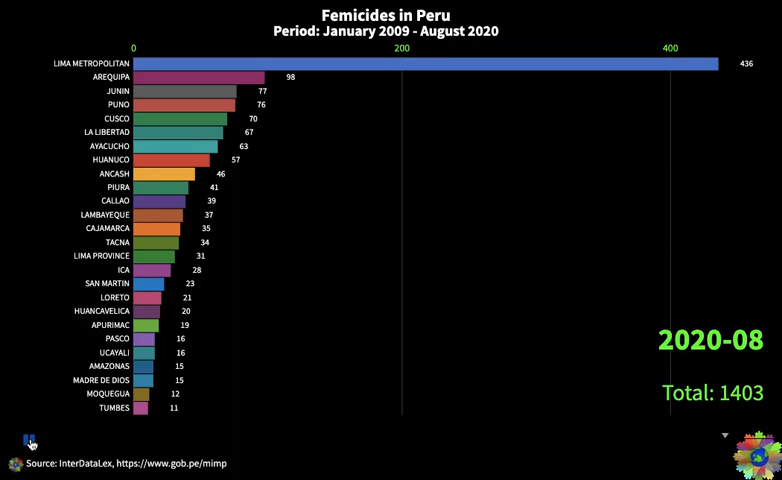 Femicides in Peru
Period: January 2009 - August 2020
0 200 400
LIMA METROPOLITAN 436
AREQUIPA 98
JUNIN 77
PUNO 76
CUSCO 70
LA LIBERTAD 67
AYACUCHO 63
HUANUCO 57
ANCASH 46
PIURA 41
CALLAO 39
LAMBAYEQUE 37
CAJAMARCA 35
TACNA 34
LIMA PROVINCE 31
ICA 28
SAN MARTIN 23
LORETO 21
HUANCAVELICA 20
APURIMAC 19
PASCO 16
UCAYALI 16
AMAZONAS 15
MADRE DE DIOS 15
MOQUEGUA 12
TUMBES 11
2020-08
Total: 1403
Source: InterDataLex, https://www.gob.pe/mimp